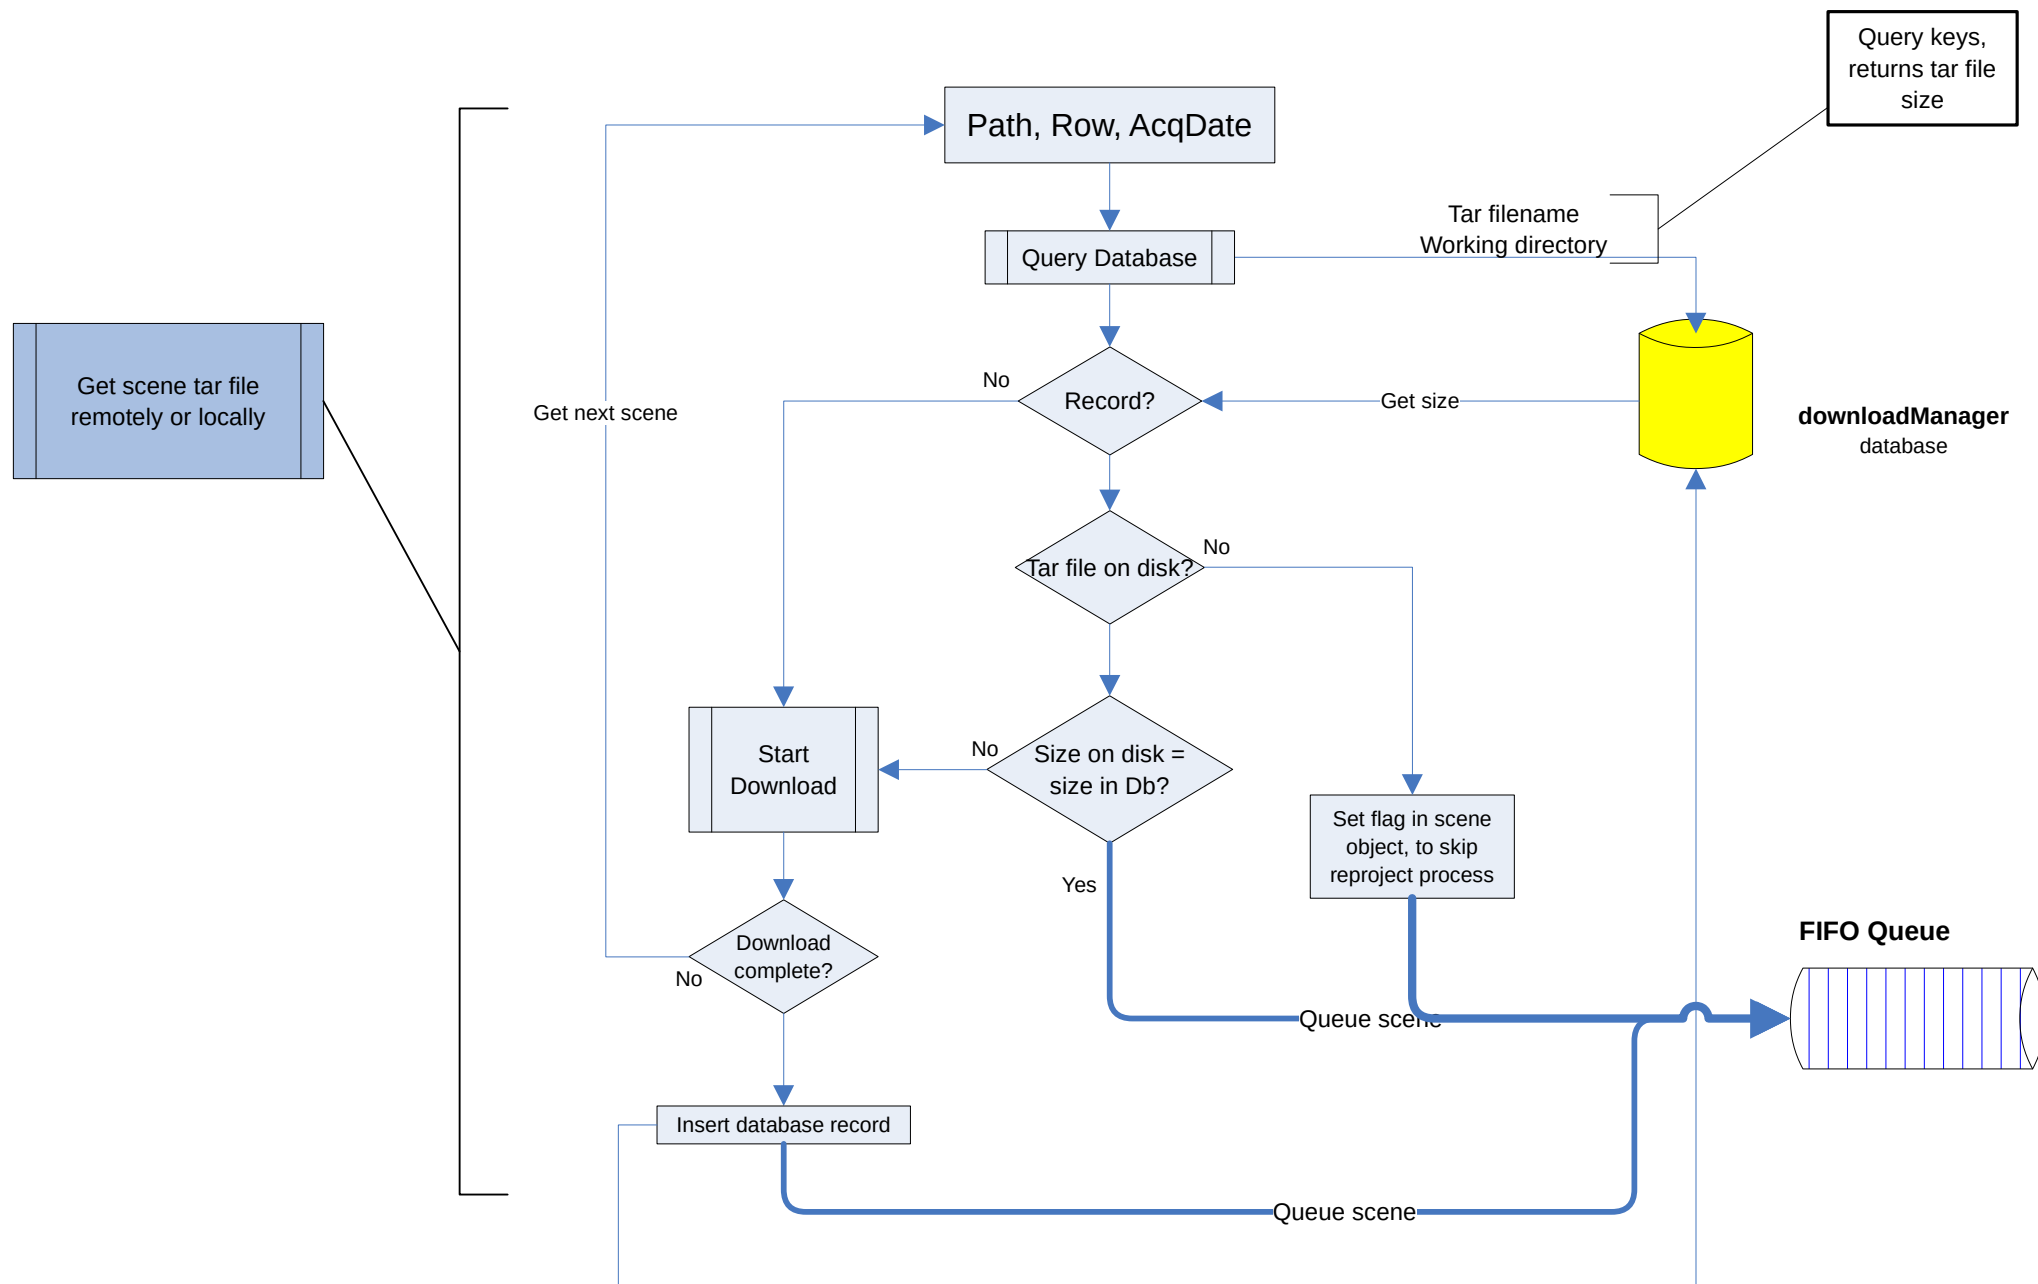 Query keys,
returns tar file
size
Path, Row, AcqDate
Tar filename
Working directory
Query Database
No
Record?
Get size
Get scene tar file
remotely or locally
Get next scene
downloadManager
database
No
Tar file on disk?
No
Size on disk =
size in Db?
Start
Download
Set flag in scene
object, to skip
reproject process
Yes
FIFO Queue
Download
complete?
No
Queue scene
Insert database record
Queue scene